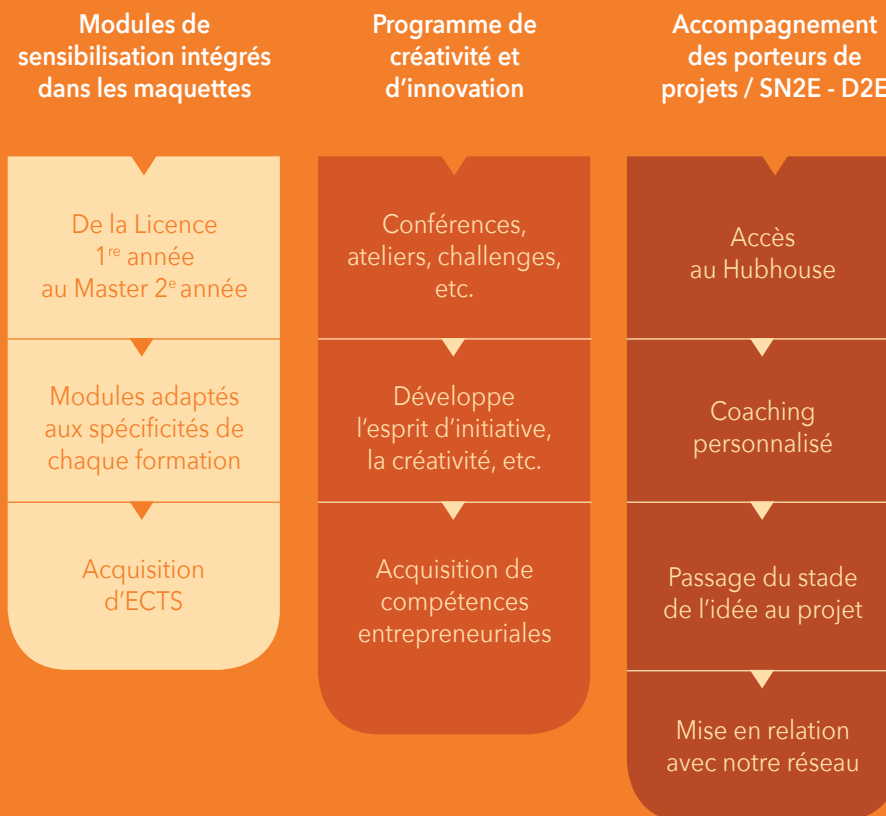 Modules de
sensibilisation intégrés
dans les maquettes
De la Licence
1re année
au Master 2e année
Modules adaptés
aux spécificités de
chaque formation
Acquisition
d'ECTS
Programme de
créativité et
d'innovation
Conférences,
ateliers, challenges,
etc.
Développe
l'esprit d'initiative,
la créativité, etc.
Acquisition de
compétences
entrepreneuriales
Accompagnement
des porteurs de
projets / SN2E - D2E
Accès
au Hubhouse
Coaching
personnalisé
Passage du stade
de l'idée au projet
Mise en relation
avec notre réseau